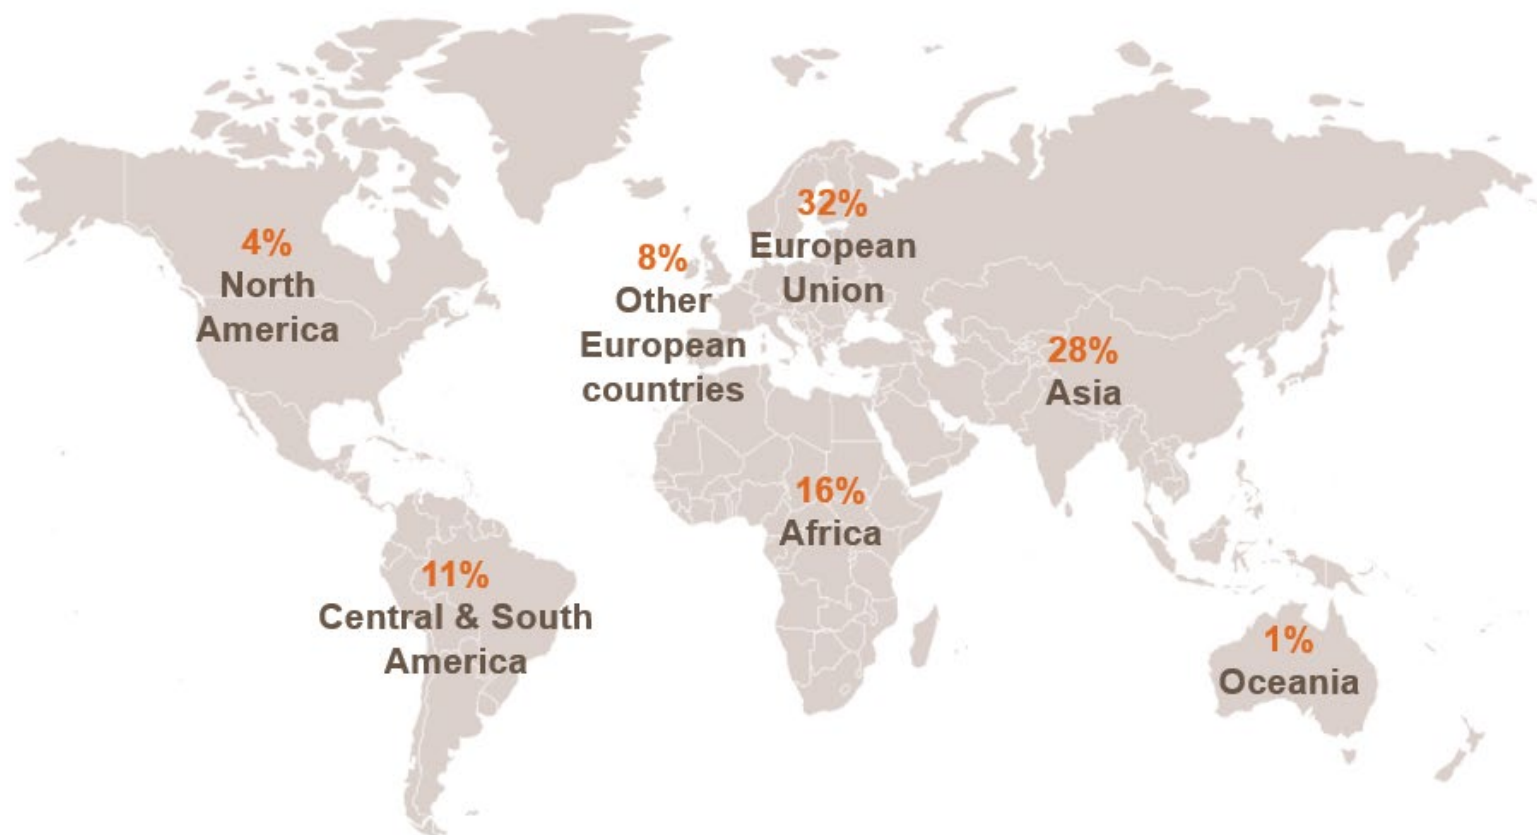 32%
European
Union
4%
North
America
8%
Other
European
countries
28%
Asia
16%
Africa
11%
Central & South
America
1%
Oceania